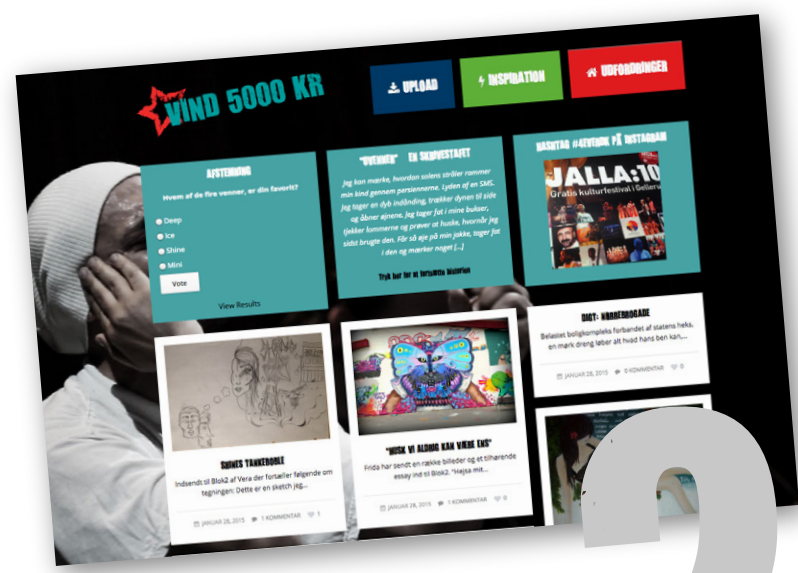 VIND 5000 KR
UPLOAD
INSPIRATION
UDFORDRINGER
AFSTEMNING
Hvem af de fire venner, er din favorit?
Deep
Ice
Shine
Mini
Vote
View Results
"UVENNER" EN SKRIVESTAFET
Jeg kan mærke, hvordan solens stråler rammer
min kind gennem persiennerne. Lyden af en SMS.
Jeg tager en dyb indånding, trækker dynen til side
og åbner øjnene. Jeg tager fat i mine bukser,
tjekker lommerne og prøver at huske, hvornår jeg
sidst brugte den. Får så øje på min jakke, tager fat
i den og mærker noget [...]
Tryk her for at fortsætte historien
HASHTAG #4EVERDK PÅ INSTAGRAM
JALLA:10
Gratis kulturfestival i Gelleru
SHINES TANKEBOBLE
Indsendt til Blok2 af Vera der fortæller følgende om
tegningen: Dette er en sketch jeg...
JANUAR 28, 2015 1 KOMMENTAR 1
"HUSK VI ALDRIG KAN VÆRE ENS"
Frida har sendt en række billeder og et tilhørende
essay ind til Blok2: "Hejsa mit...
JANUAR 28, 2015 1 KOMMENTAR 0
DIGT: NØRREBROGADE
Belastet boligkompleks forbandet af statens heks,
en mørk dreng løber alt hvad hans ben kan,...
JANUAR 28, 2015 0 KOMMENTAR 0
2